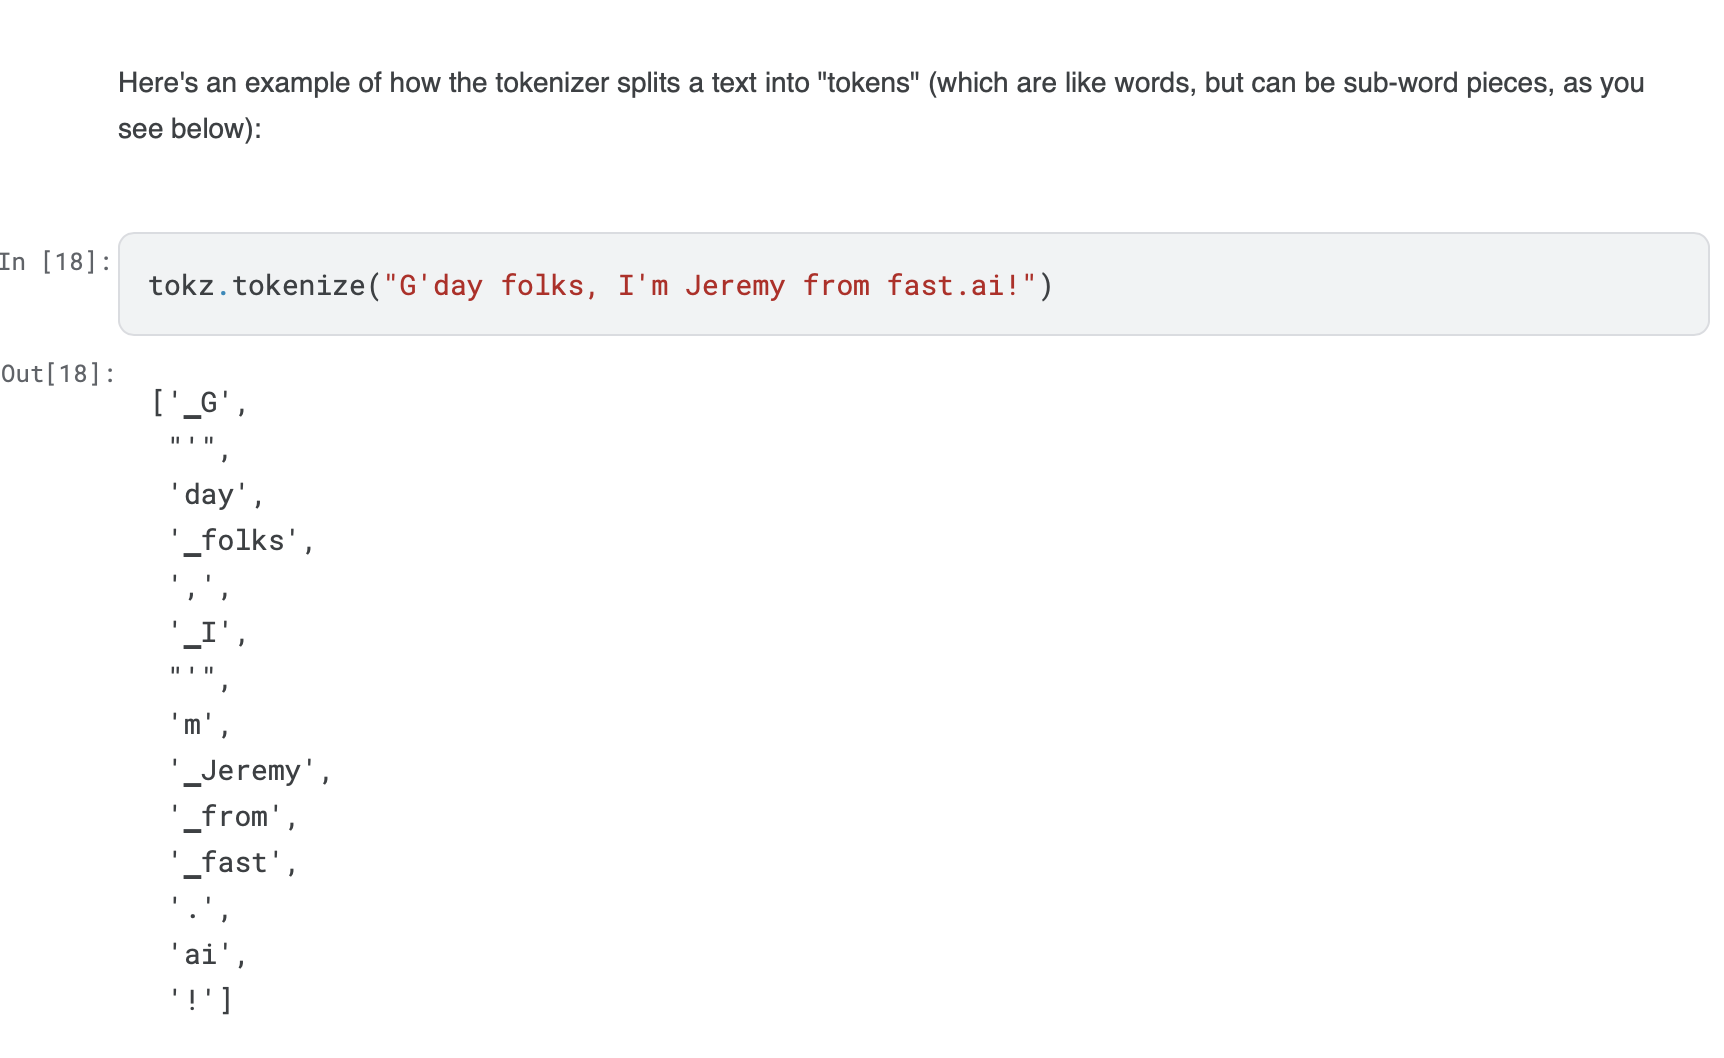 Here's an example of how the tokenizer splits a text into "tokens" (which are like words, but can be sub-word pieces, as you
see below):
In [18]:
tokz.tokenize("G'day folks, I'm Jeremy from fast.ai!")
Out[18]:
['▁G',
"'",
'day',
'▁folks',
',',
'▁I',
"'",
'm',
'▁Jeremy',
'▁from',
'▁fast',
'.',
'ai',
'!']